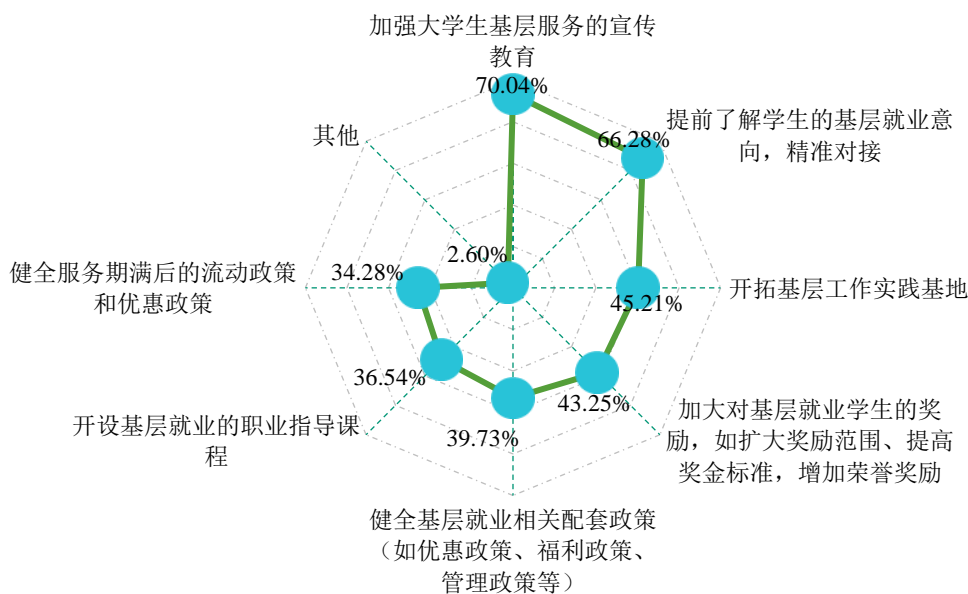 加强大学生基层服务的宣传
教育
70.04%
提前了解学生的基层就业意
向，精准对接
66.28%
开拓基层工作实践基地
45.21%
加大对基层就业学生的奖
励，如扩大奖励范围、提高
奖金标准，增加荣誉奖励
43.25%
健全基层就业相关配套政策
（如优惠政策、福利政策、
管理政策等）
39.73%
开设基层就业的职业指导课
程
36.54%
健全服务期满后的流动政策
和优惠政策
34.28%
其他
2.60%